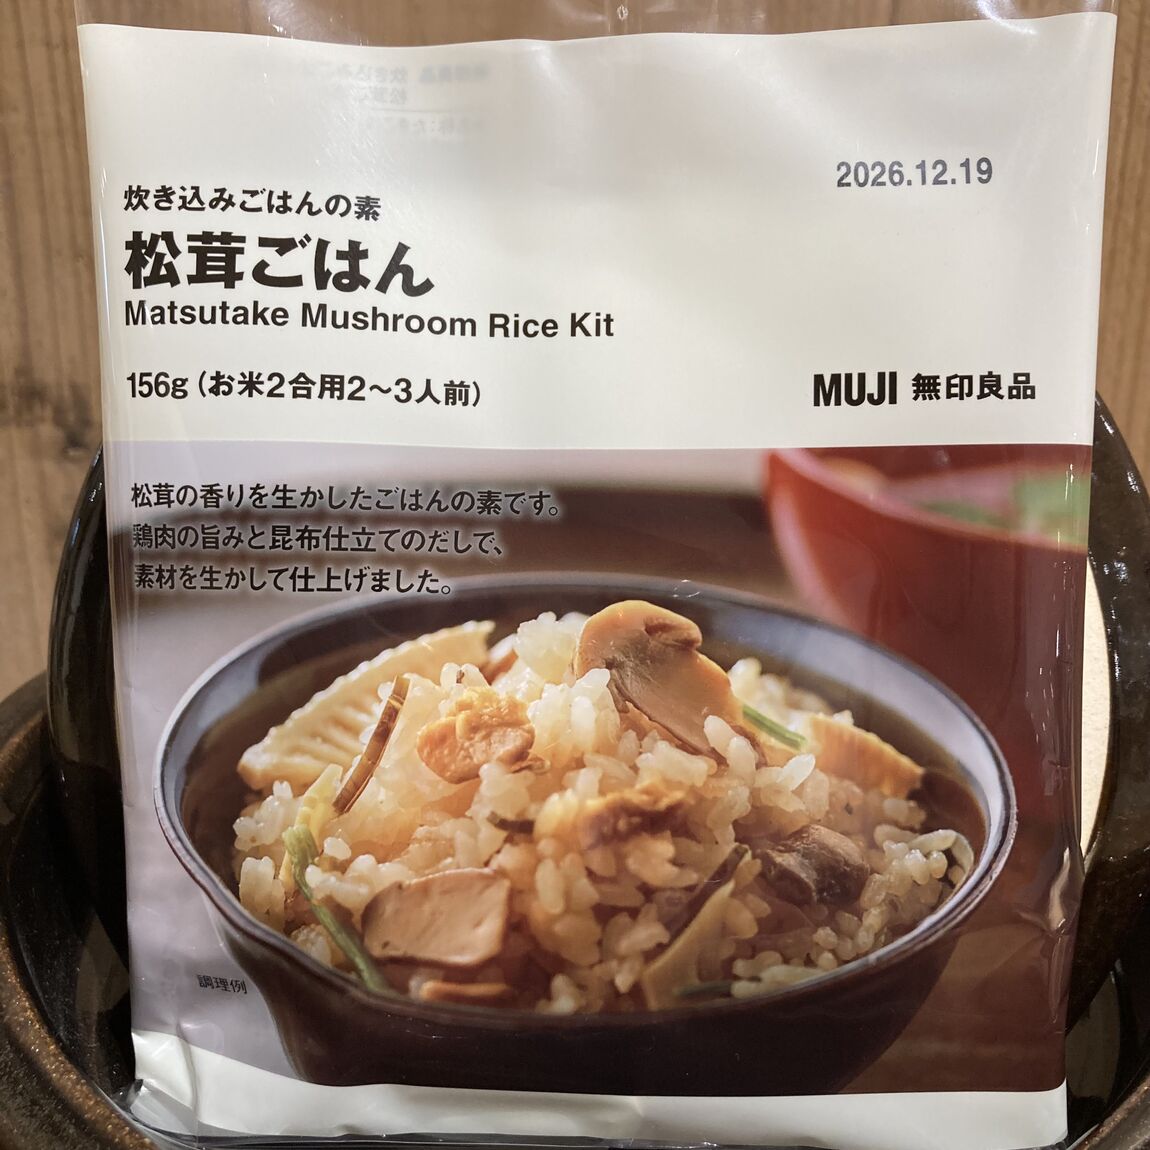 2026.12.19
炊き込みごはんの素
松茸ごはん
Matsutake Mushroom Rice Kit
156g（お米2合用2〜3人前）
MUJI 無印良品
松茸の香りを生かしたごはんの素です。
鶏肉の旨みと昆布仕立てのだしで、
素材を生かして仕上げました。
調理例